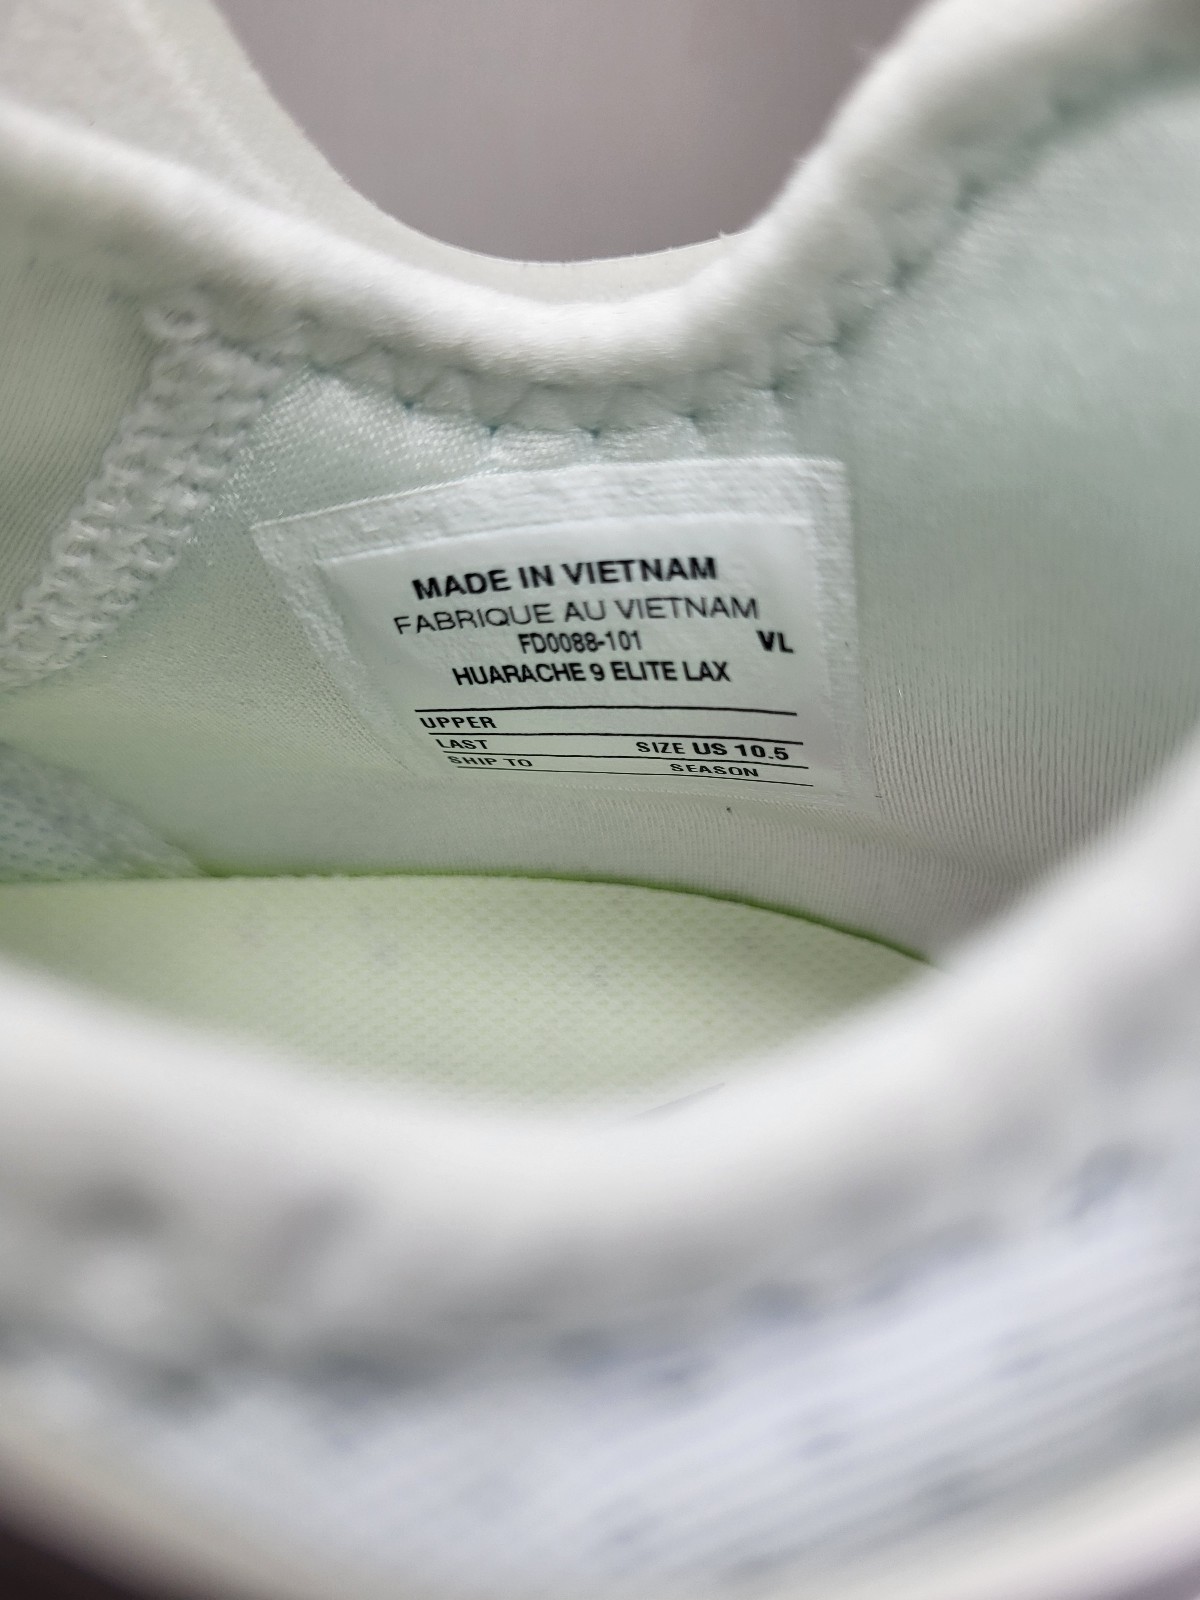 MADE IN VIETNAM
FABRIQUE AU VIETNAM
FD0088-101 VL
HUARACHE 9 ELITE LAX
UPPER
LAST SIZE US 10.5
SHIP TO SEASON